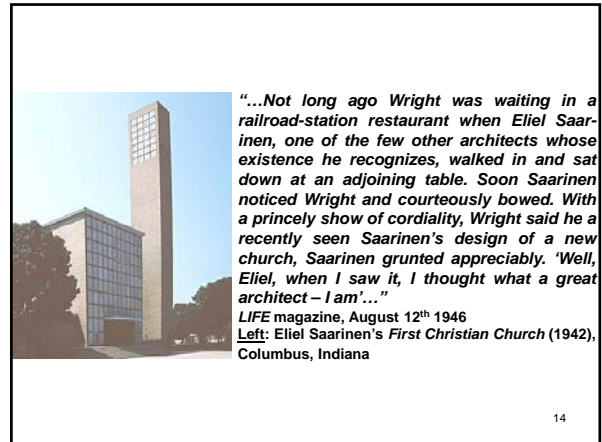 “…Not long ago Wright was waiting in a
railroad-station restaurant when Eliel Saar-
inen, one of the few other architects whose
existence he recognizes, walked in and sat
down at an adjoining table. Soon Saarinen
noticed Wright and courteously bowed. With
a princely show of cordiality, Wright said he a
recently seen Saarinen’s design of a new
church, Saarinen grunted appreciably. ‘Well,
Eliel, when I saw it, I thought what a great
architect – I am’…”
LIFE magazine, August 12th 1946
Left: Eliel Saarinen’s First Christian Church (1942),
Columbus, Indiana
14